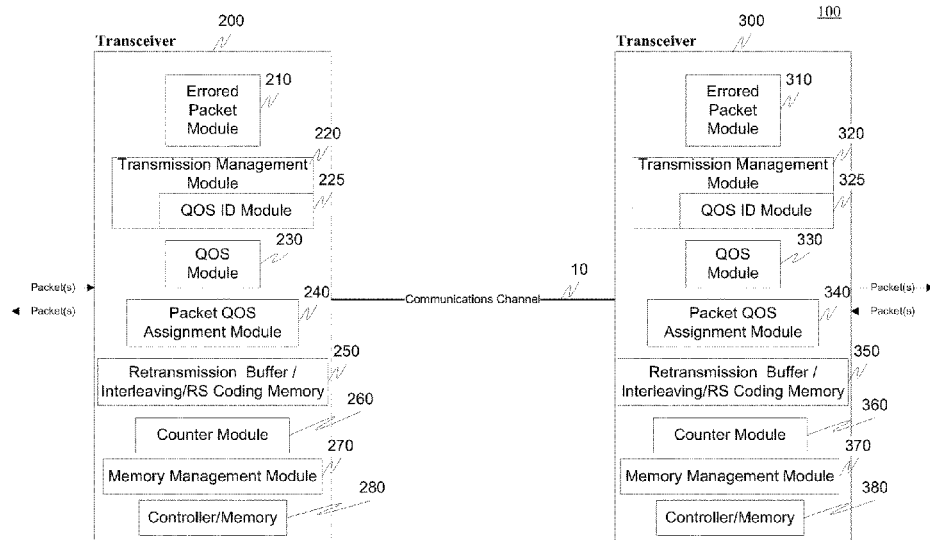 100
200
Transceiver
Errored
Packet
Module
210
220
Transmission Management
Module
225
QOS ID Module
QOS
Module
230
Packet(s)
Packet(s)
240
Packet QOS
Assignment Module
250
Retransmission Buffer /
Interleaving/RS Coding Memory
260
Counter Module
270
Memory Management Module
280
Controller/Memory
10
Communications Channel
300
Transceiver
Errored
Packet
Module
310
320
Transmission Management
Module
325
QOS ID Module
QOS
Module
330
Packet(s)
Packet(s)
340
Packet QOS
Assignment Module
350
Retransmission Buffer /
Interleaving/RS Coding Memory
360
Counter Module
370
Memory Management Module
380
Controller/Memory